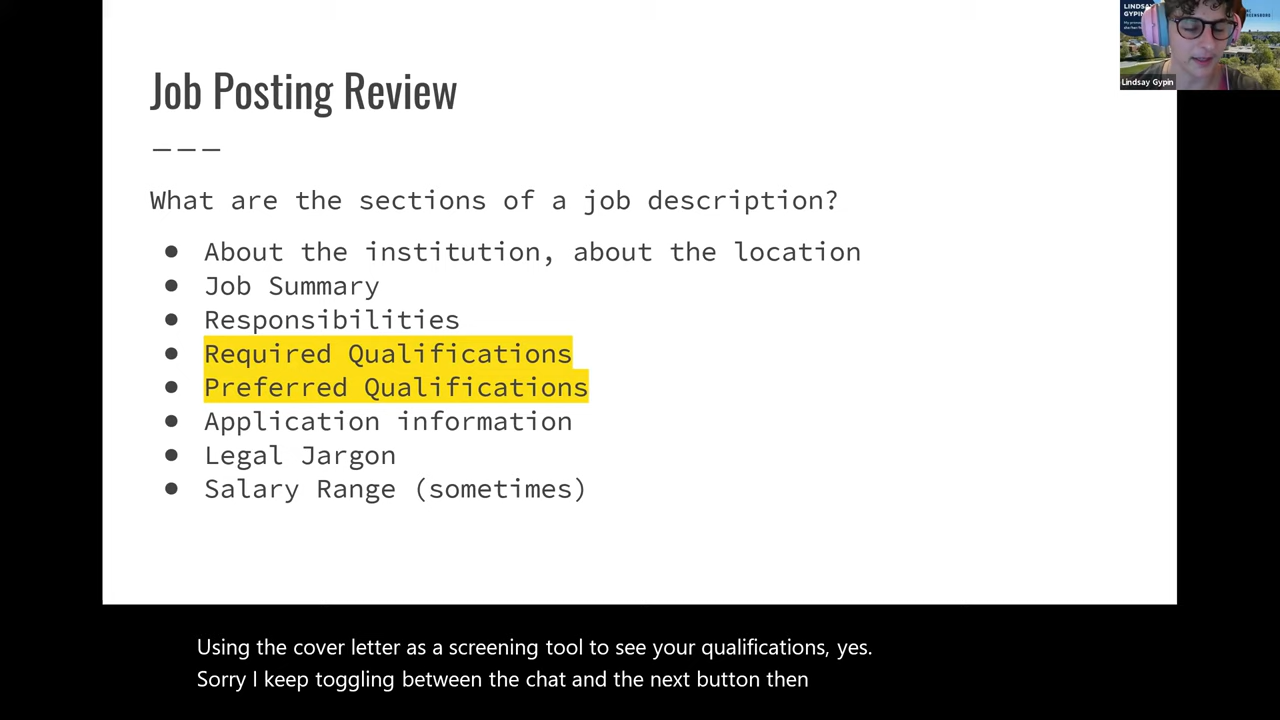 Job Posting Review
What are the sections of a job description?
● About the institution, about the location
● Job Summary
● Responsibilities
● Required Qualifications
● Preferred Qualifications
● Application information
● Legal Jargon
● Salary Range (sometimes)
LINDSAY
GYPIN
Lindsay Gypin
Using the cover letter as a screening tool to see your qualifications, yes.
Sorry I keep toggling between the chat and the next button then